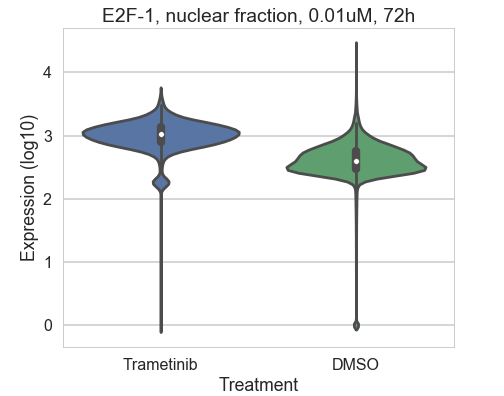 E2F-1, nuclear fraction, 0.01uM, 72h
Expression (log10)
4
3
2
1
0
Trametinib
DMSO
Treatment